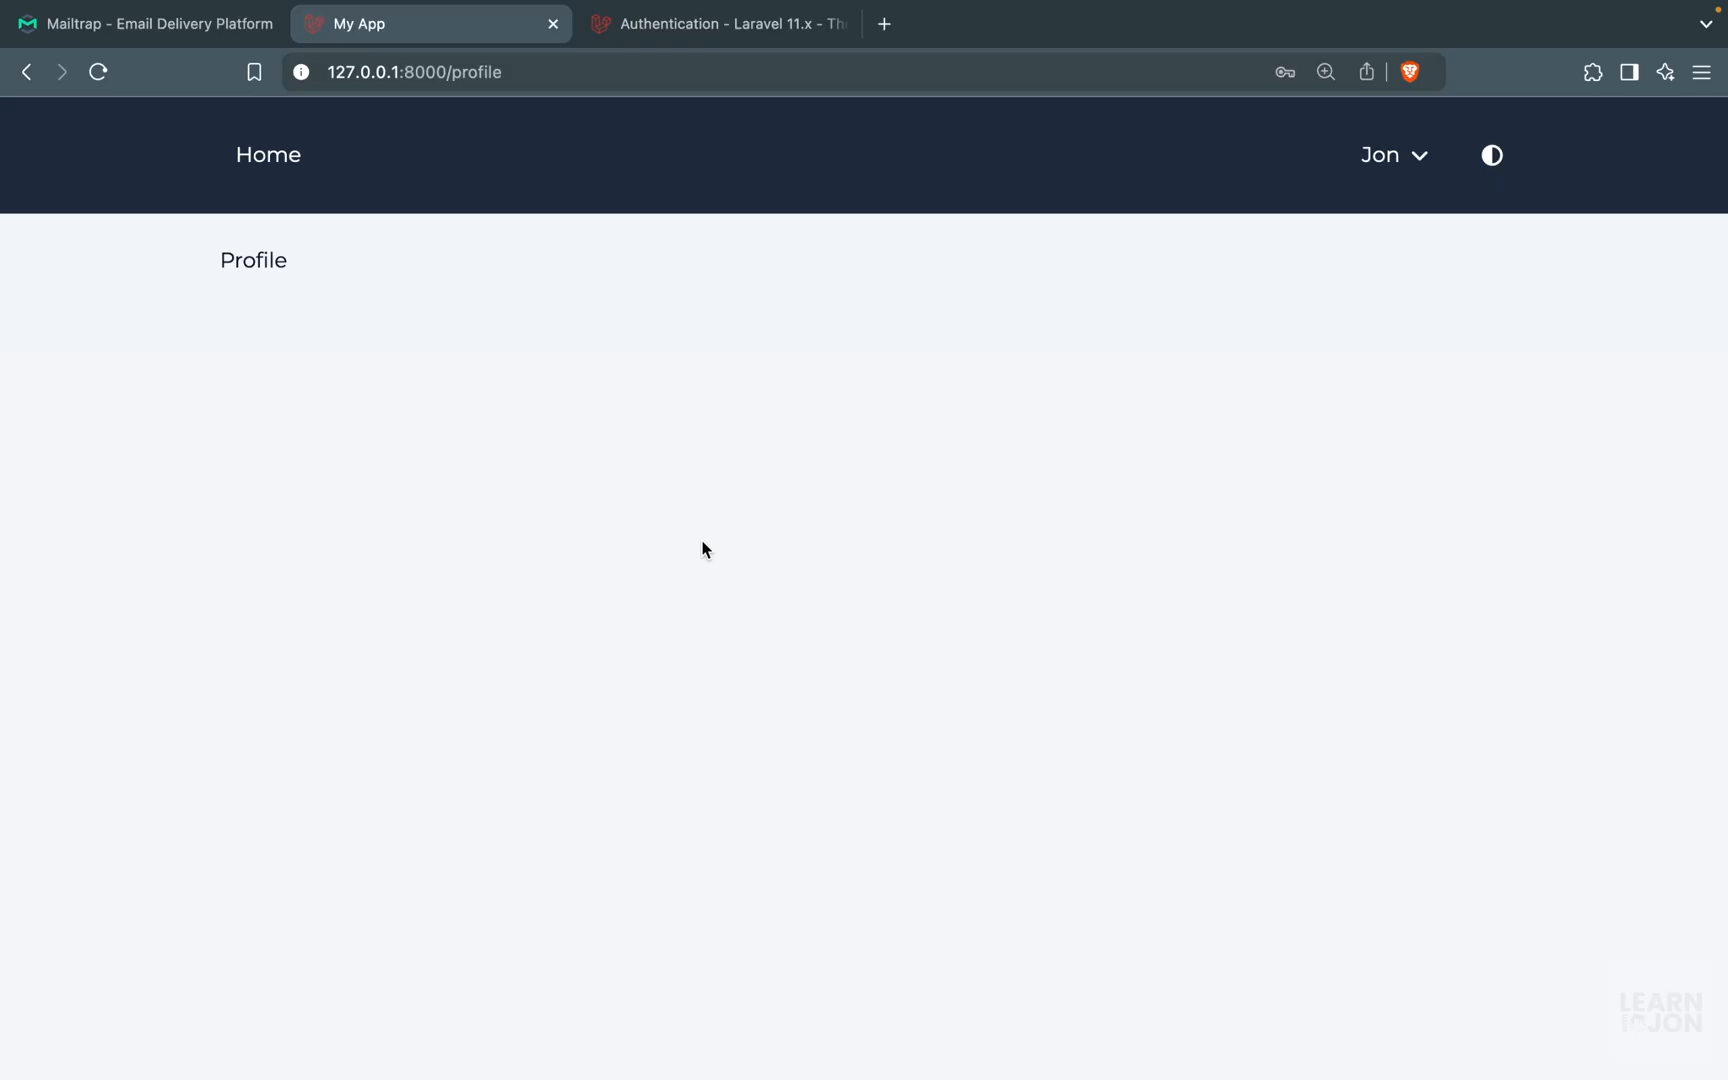 Mailtrap - Email Delivery Platform
My App
Authentication - Laravel 11.x - Th
127.0.0.1:8000/profile
Home
Jon
Profile
LEARN
JON